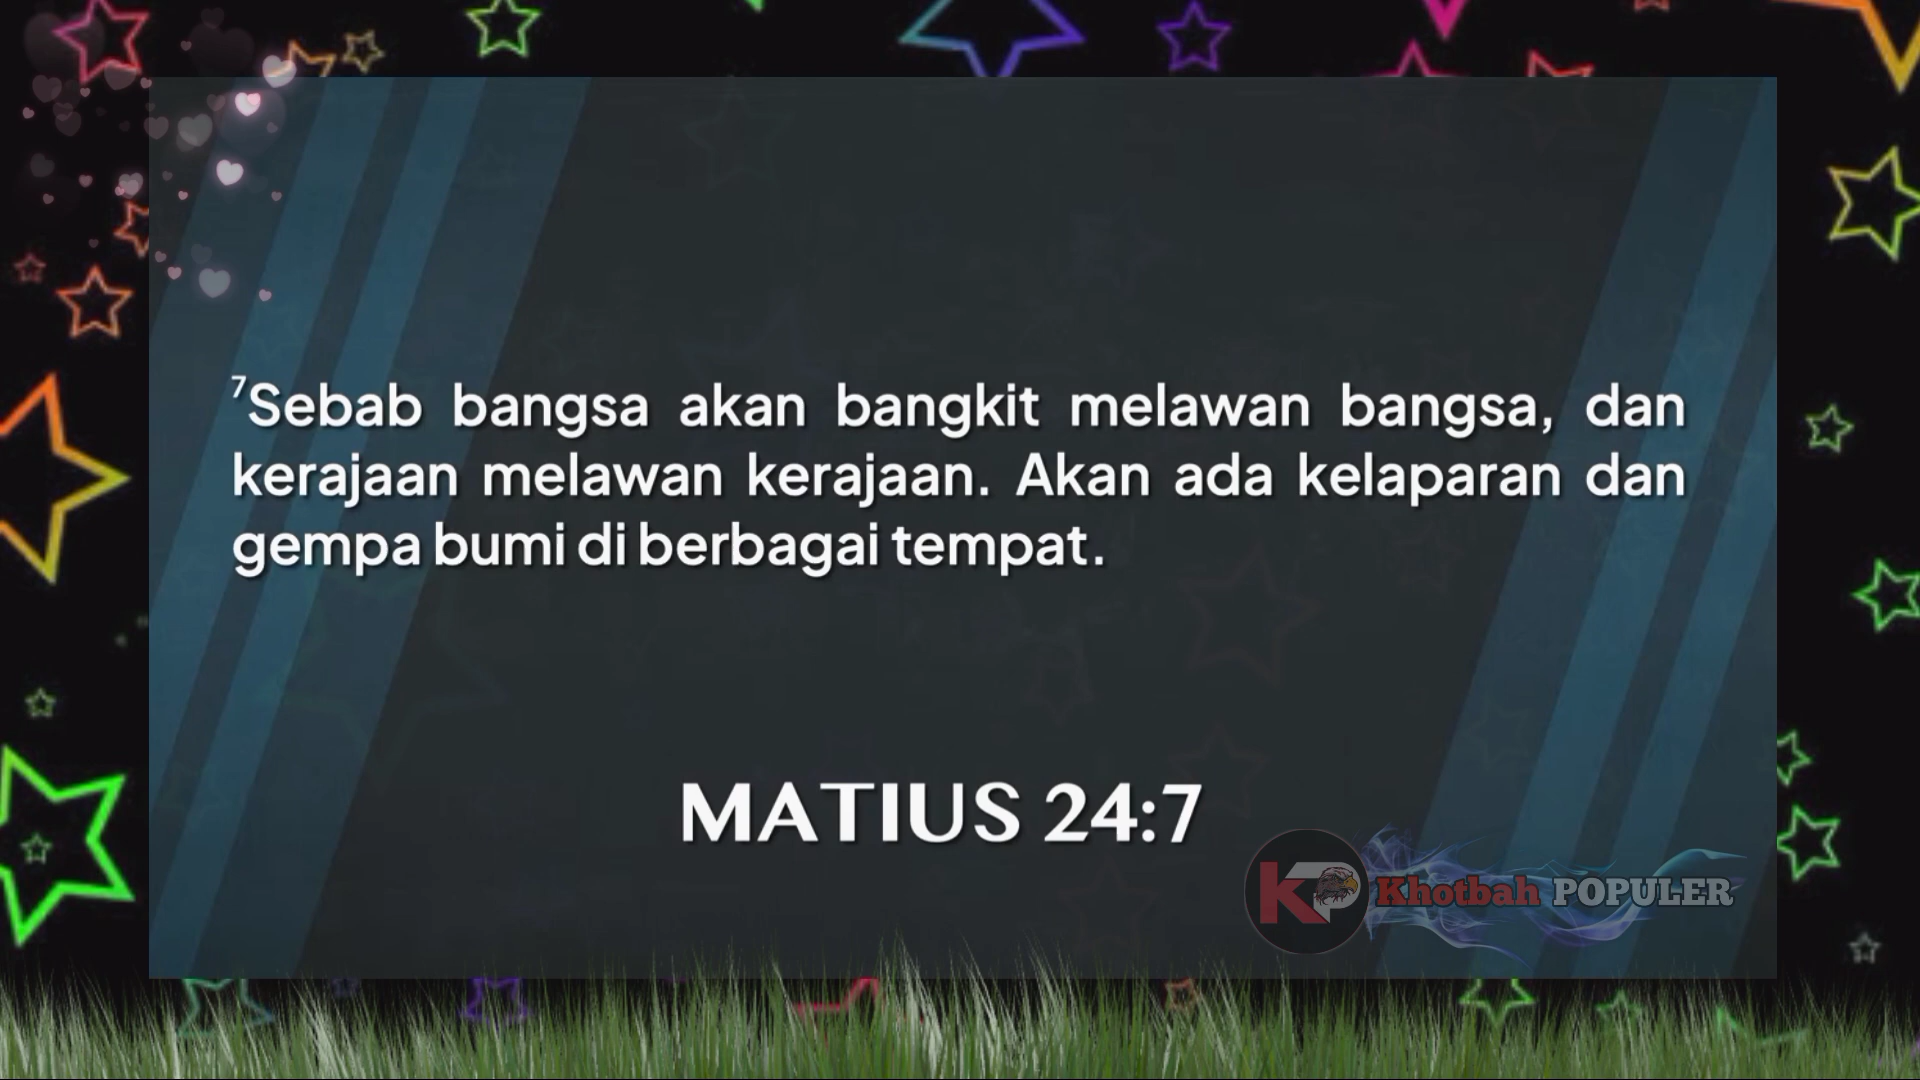 ⁷Sebab bangsa akan bangkit melawan bangsa, dan
kerajaan melawan kerajaan. Akan ada kelaparan dan
gempa bumi di berbagai tempat.
MATIUS 24:7
KP Khotbah POPULER